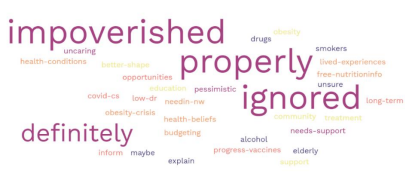 impoverished
drugs
obesity
uncaring
smokers
health-conditions
better-shape
properly
lived-experiences
opportunities
free-nutritioninfo
education
pessimistic
unsure
covid-cs
low-dr
needin-nw
ignored
long-term
obesity-crisis
health-beliefs
community
treatment
definitely
budgeting
needs-support
alcohol
inform
maybe
progress-vaccines
elderly
explain
support